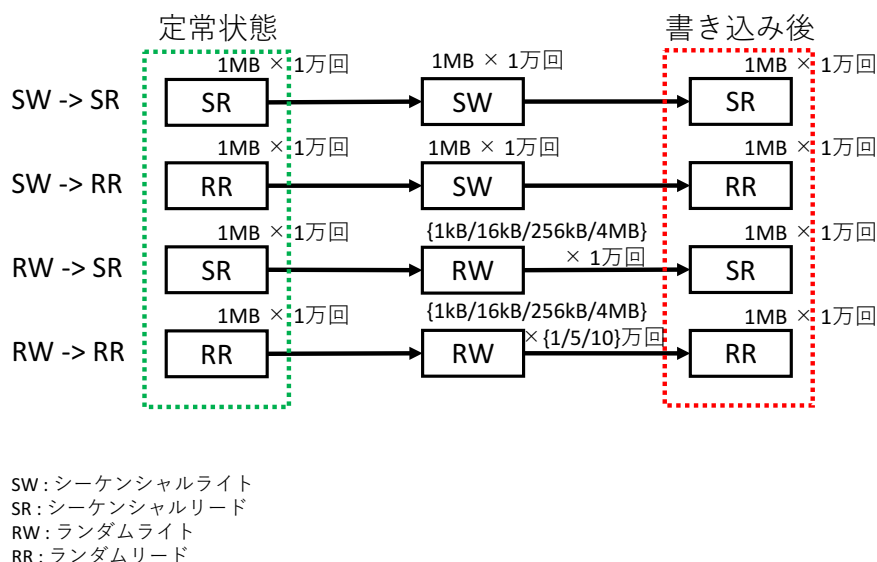 定常状態
書き込み後
1MB × 1万回
1MB × 1万回
1MB × 1万回
SW -> SR
SR
SW
SR
1MB × 1万回
1MB × 1万回
1MB × 1万回
SW -> RR
RR
SW
RR
1MB × 1万回
{1kB/16kB/256kB/4MB}
× 1万回
1MB × 1万回
RW -> SR
SR
RW
SR
1MB × 1万回
{1kB/16kB/256kB/4MB}
×{1/5/10}万回
1MB × 1万回
RW -> RR
RR
RW
RR
SW : シーケンシャルライト
SR : シーケンシャルリード
RW : ランダムライト
RR : ランダムリード